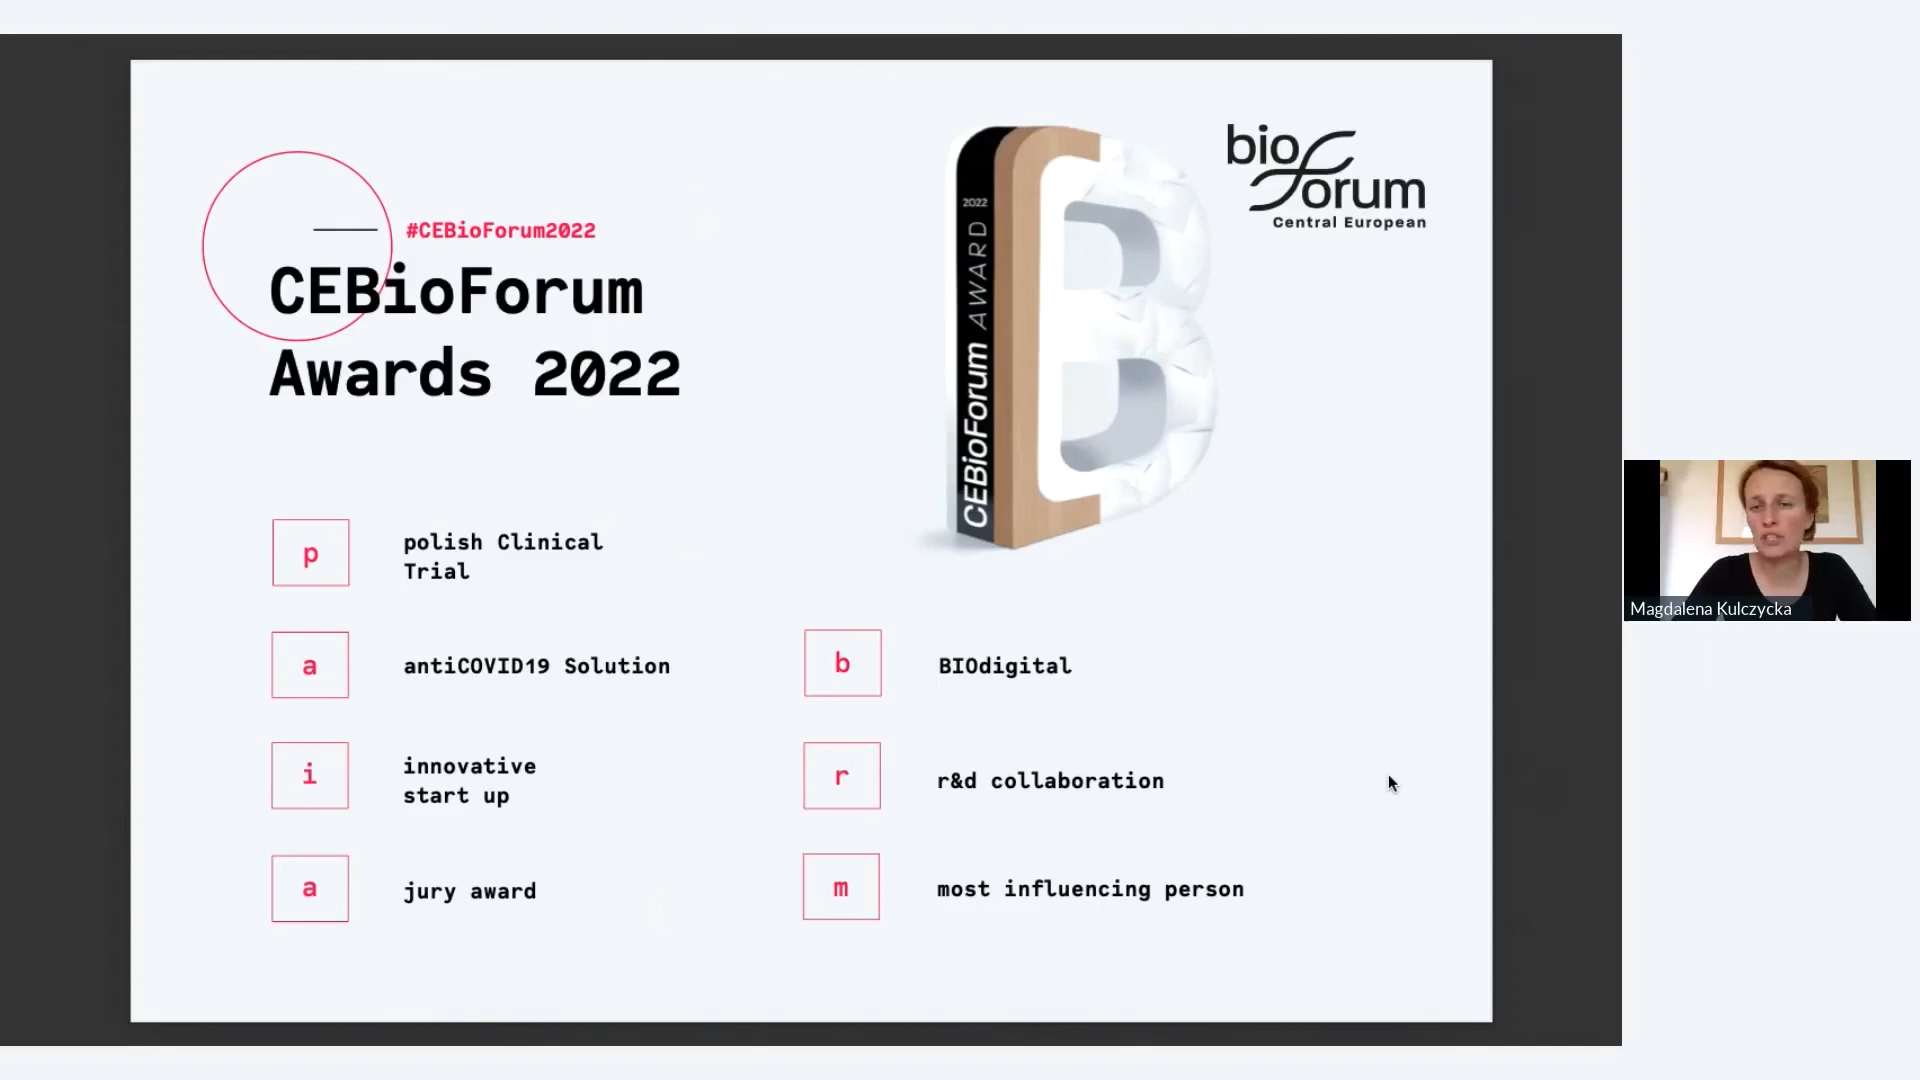 #CEBioForum2022
CEBioForum
Awards 2022
2022
CEBioForum AWARD
bio
forum
Central European
p
polish Clinical
Trial
a
antiCOVID19 Solution
b
BIOdigital
i
innovative
start up
r
r&d collaboration
a
jury award
m
most influencing person
Magdalena Kulczycka